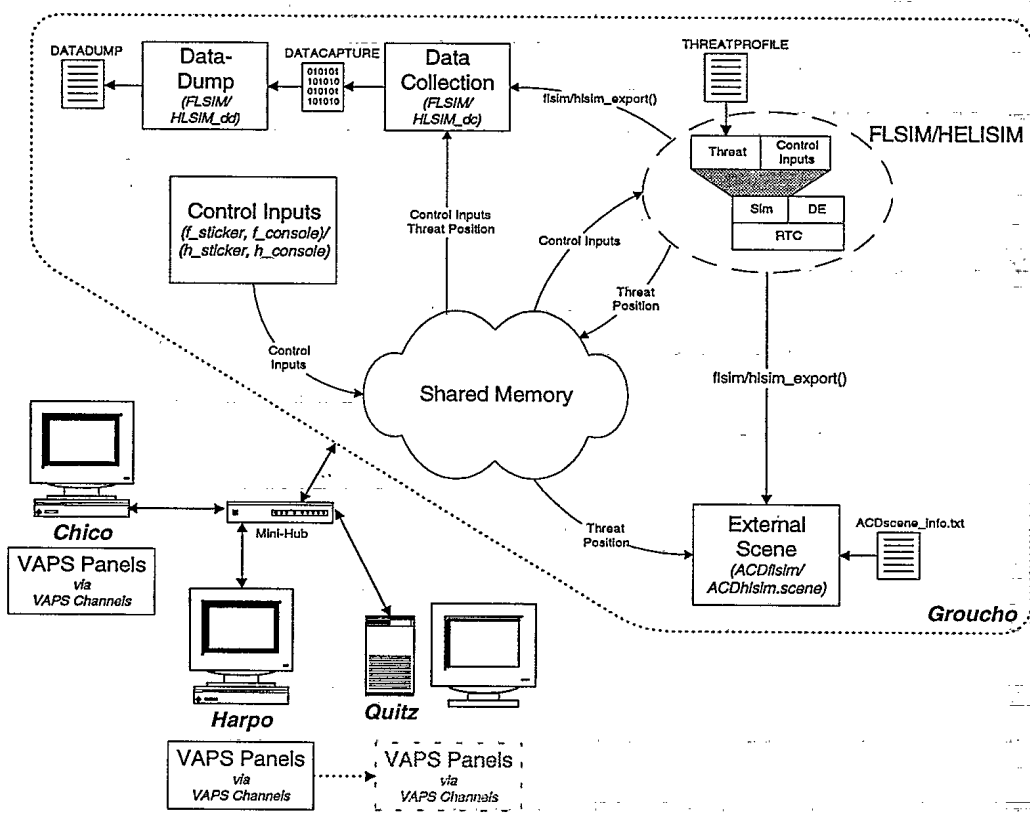 DATADUMP
Data-
Dump
(FLSIM/
HLSIM_dd)
DATACAPTURE
010101
101010
010101
101010
Data
Collection
(FLSIM/
HLSIM_dc)
flsim/hlsim_export()
THREATPROFILE
FLSIM/HELISIM
Threat
Control
Inputs
Sim
DE
RTC
Control Inputs
(f_sticker, f_console)/
(h_sticker, h_console)
Control Inputs
Threat Position
Control Inputs
Threat
Position
Control
Inputs
Shared Memory
flsim/hlsim_export()
Threat
Position
External
Scene
(ACDflsim/
ACDhlsim.scene)
ACDscene_info.txt
Groucho
Chico
VAPS Panels
via
VAPS Channels
Mini-Hub
Harpo
VAPS Panels
via
VAPS Channels
Quitz
VAPS Panels
via
VAPS Channels